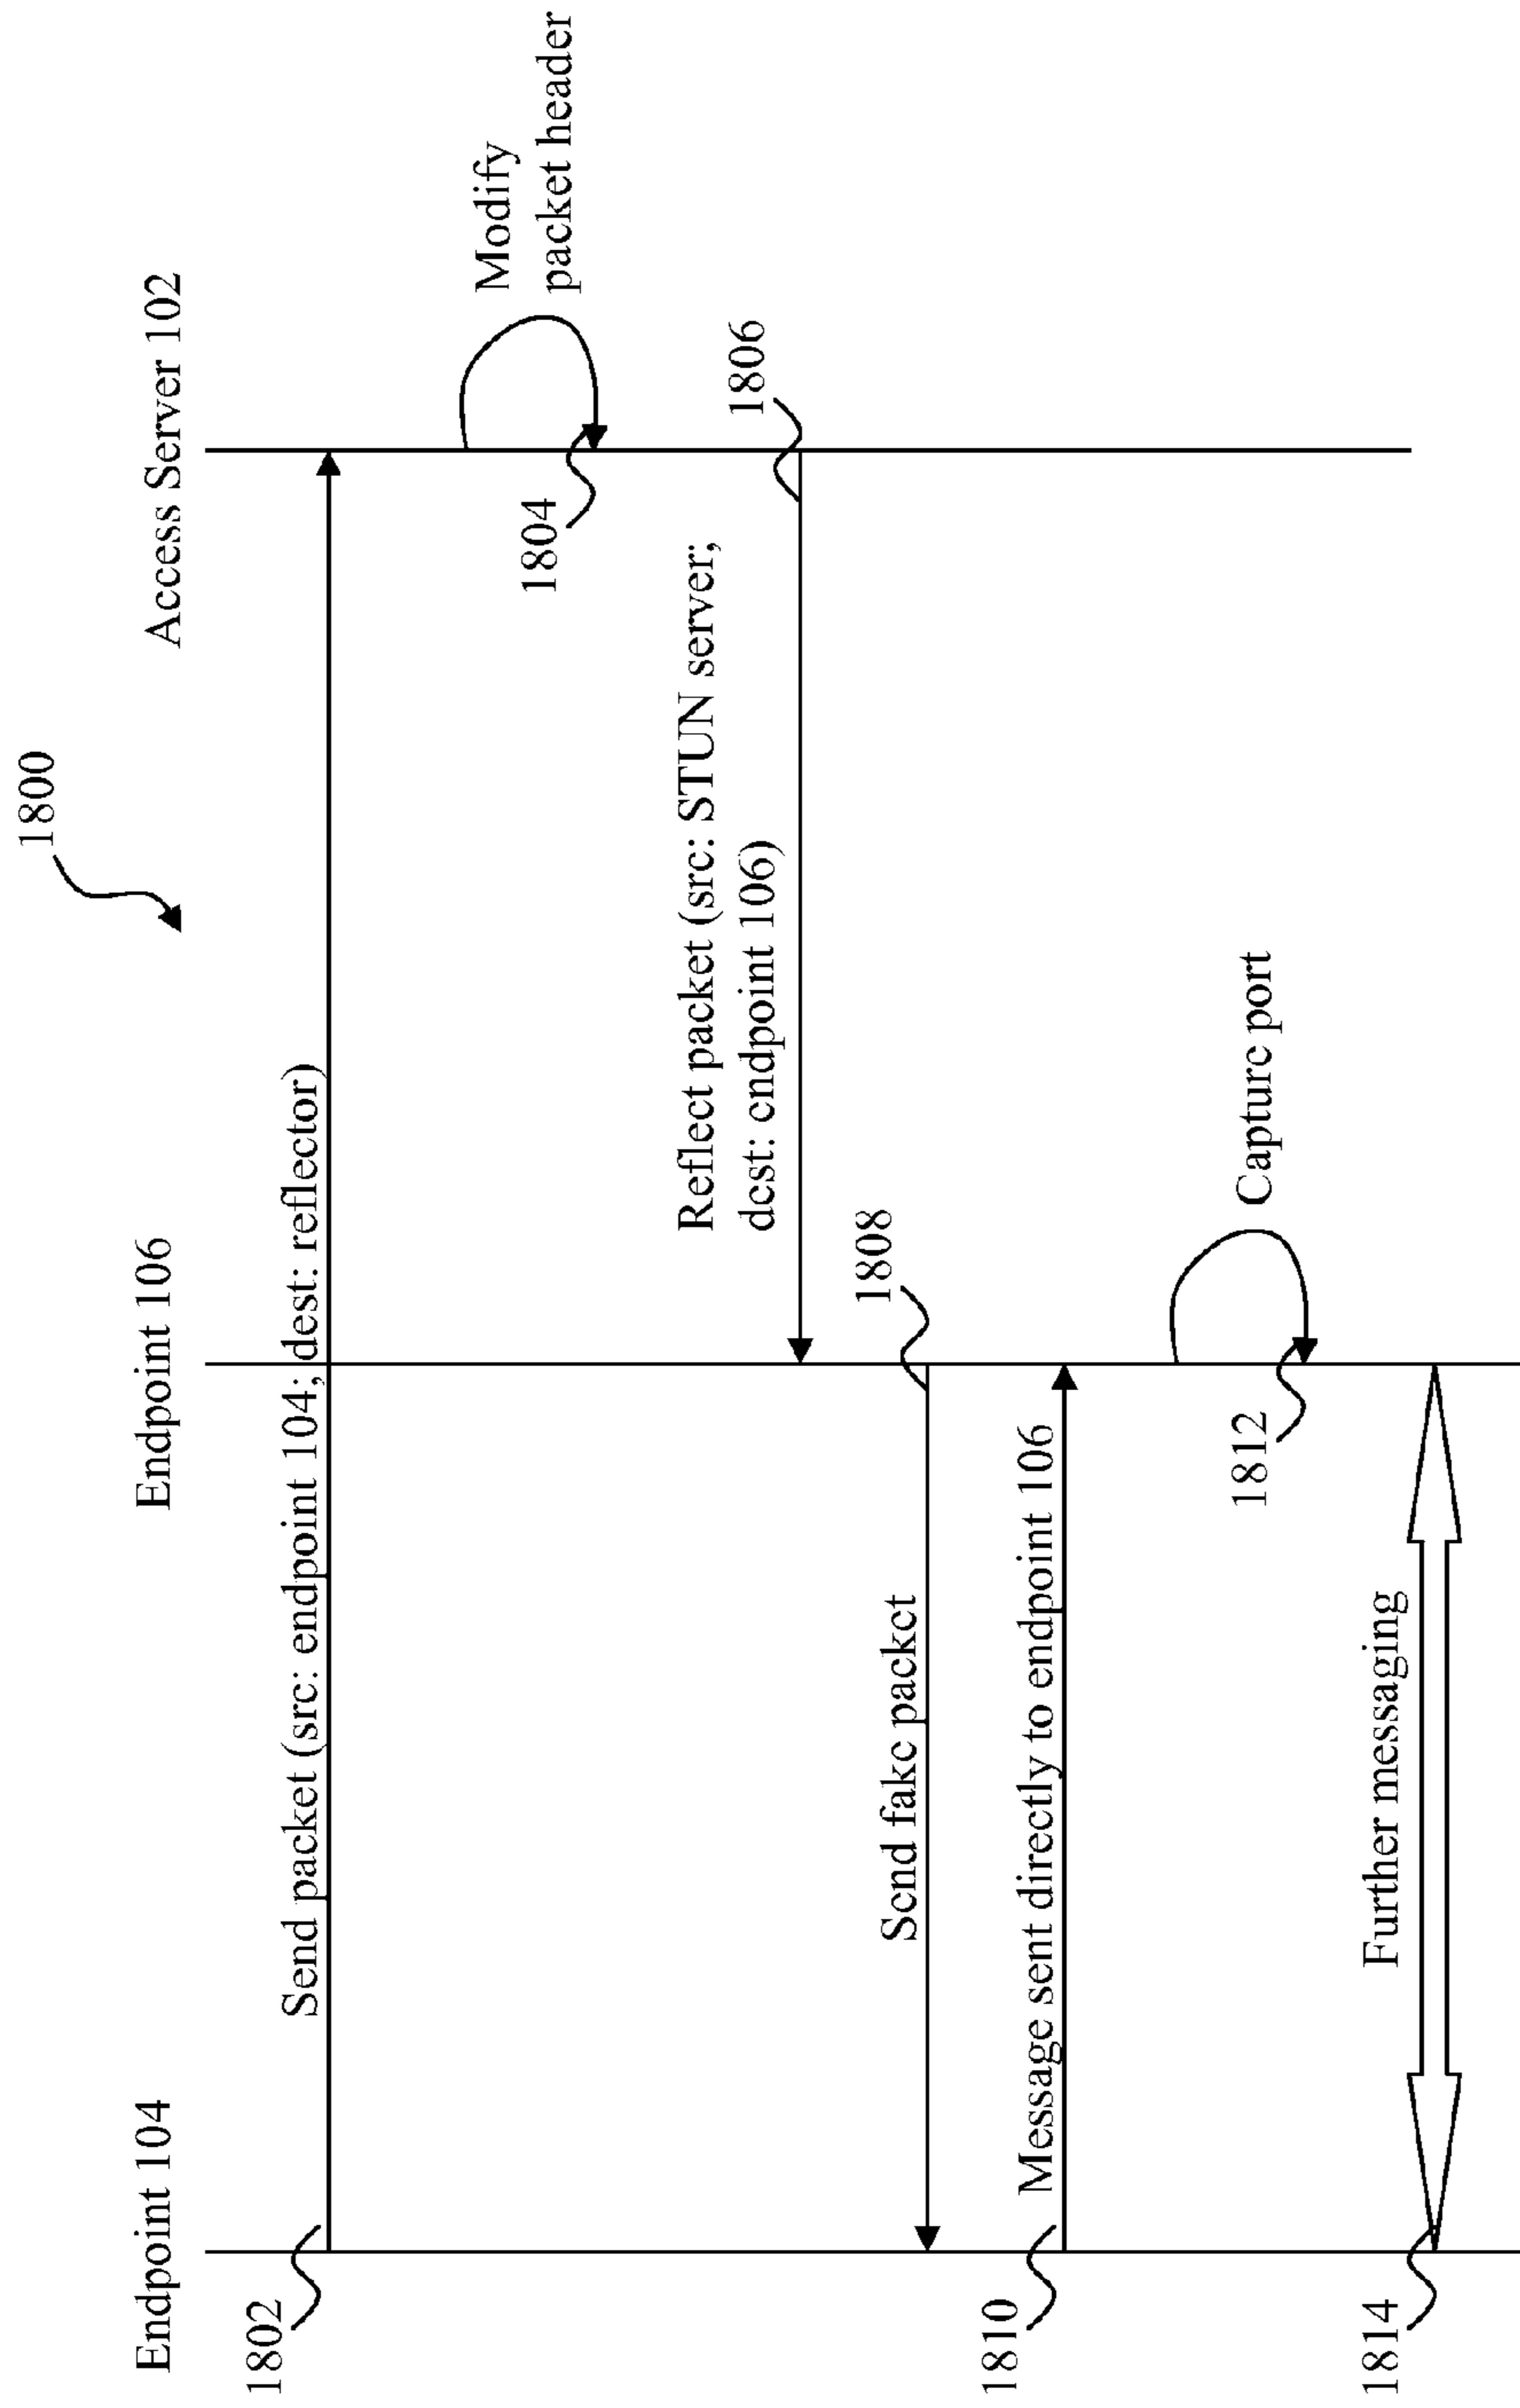 1800
Endpoint 104
Endpoint 106
Access Server 102
1802
Send packet (src: endpoint 104; dest: reflector)
Modify
packet header
1804
Reflect packet (src: STUN server;
dest: endpoint 106)
1806
1808
Send fake packet
1810
Message sent directly to endpoint 106
Capture port
1812
Further messaging
1814